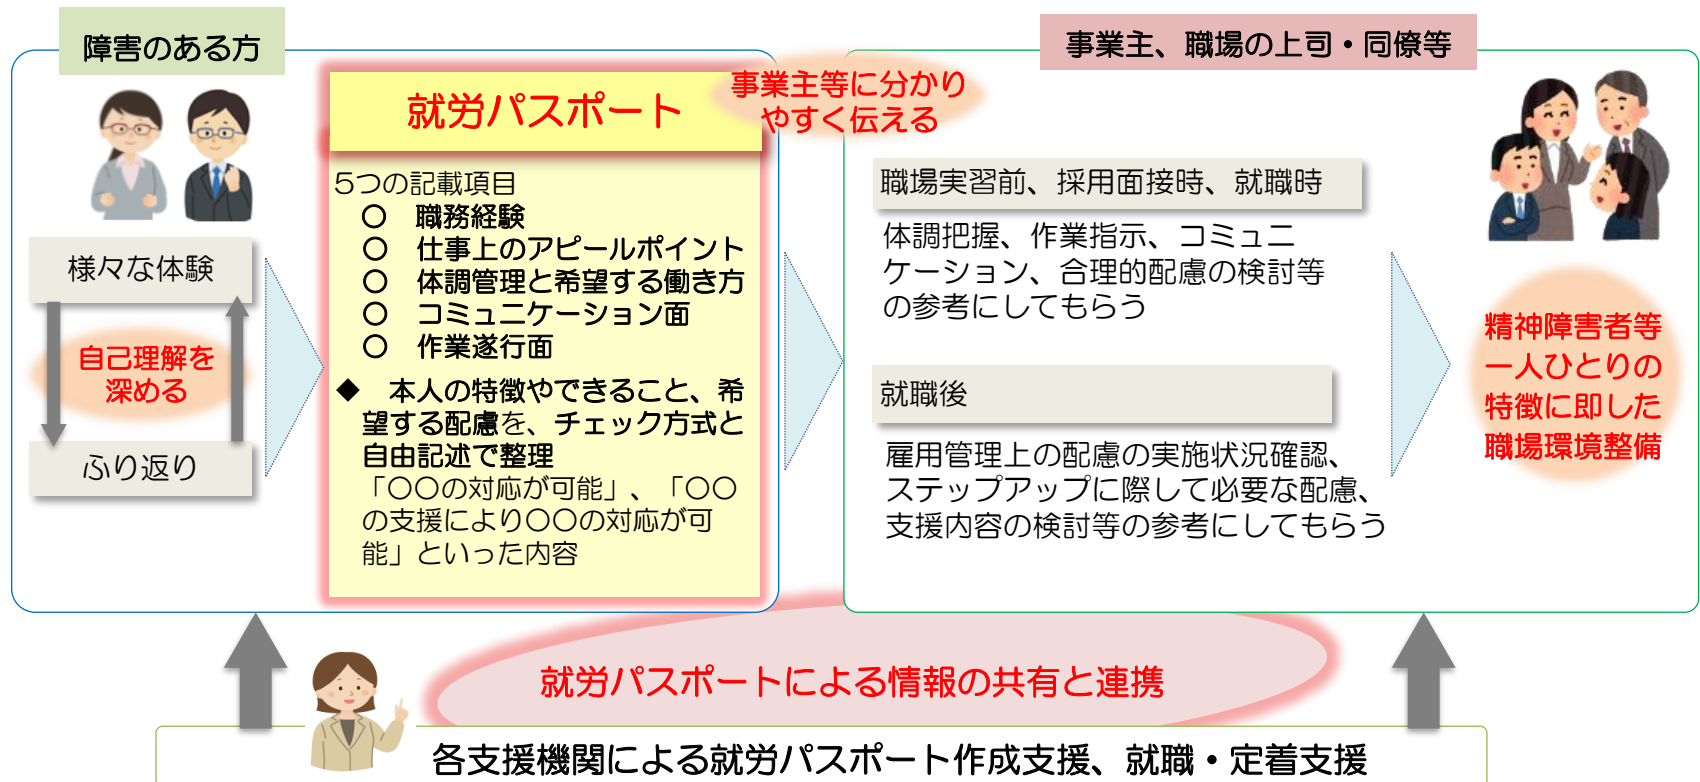 障害のある方
様々な体験
自己理解を
深める
ふり返り
就労パスポート
5つの記載項目
〇　職務経験
〇　仕事上のアピールポイント
〇　体調管理と希望する働き方
〇　コミュニケーション面
〇　作業遂行面
◆　本人の特徴やできること、希
望する配慮を、チェック方式と
自由記述で整理
「〇〇の対応が可能」、「〇〇
の支援により〇〇の対応が可
能」といった内容
事業主等に分かり
やすく伝える
事業主、職場の上司・同僚等
職場実習前、採用面接時、就職時
体調把握、作業指示、コミュニ
ケーション、合理的配慮の検討等
の参考にしてもらう
就職後
雇用管理上の配慮の実施状況確認、
ステップアップに際して必要な配慮、
支援内容の検討等の参考にしてもらう
精神障害者等
一人ひとりの
特徴に即した
職場環境整備
就労パスポートによる情報の共有と連携
各支援機関による就労パスポート作成支援、就職・定着支援